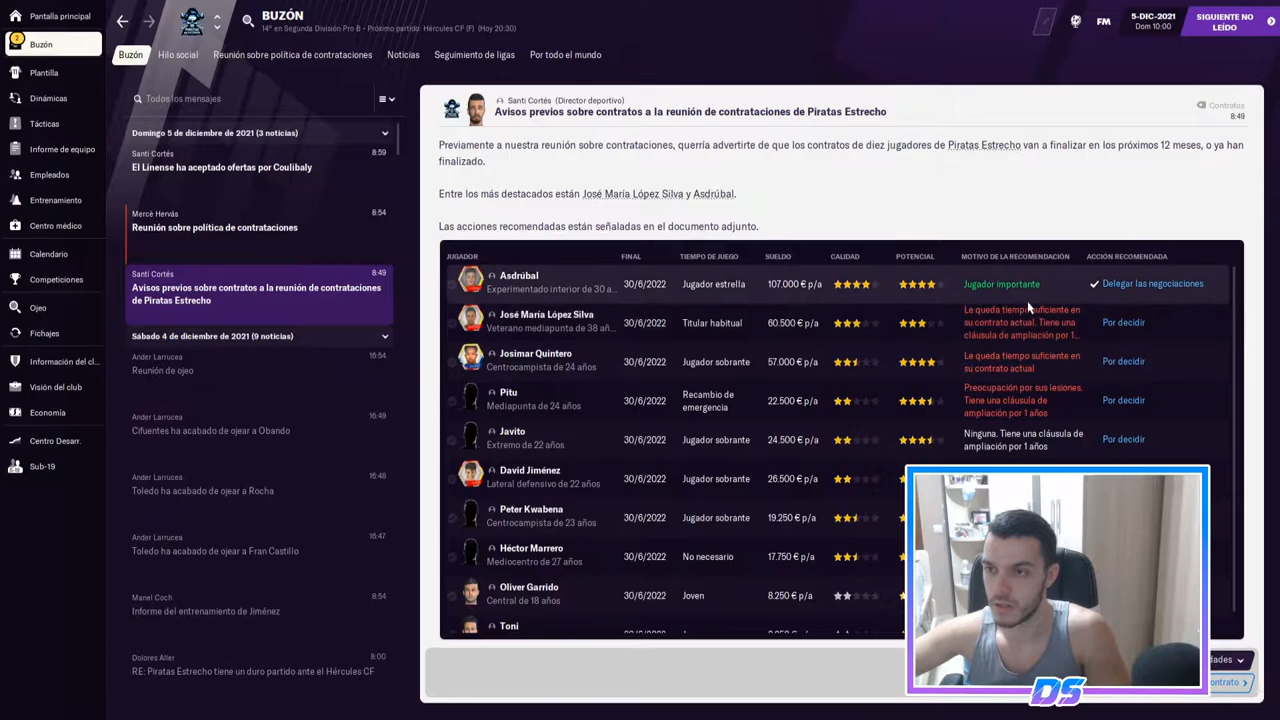 Pantalla principal
2
Buzón
Plantilla
Dinámicas
Tácticas
Informe de equipo
Empleados
Entrenamiento
Centro médico
Calendario
Competiciones
Ojeo
Fichajes
Información del cl...
Visión del club
Economía
Centro Desarr.
Sub-19
BUZÓN
14º en Segunda División Pro B - Próximo partido: Hércules CF (F) (Hoy 20:30)
FM
5-DIC-2021
Dom 10:00
SIGUIENTE NO
LEÍDO
Buzón
Hilo social
Reunión sobre política de contrataciones
Noticias
Seguimiento de ligas
Por todo el mundo
Todos los mensajes
Domingo 5 de diciembre de 2021 (3 noticias)
Santi Cortés 8:59
El Linense ha aceptado ofertas por Coulibaly
Mercè Hervás 8:54
Reunión sobre política de contrataciones
Santi Cortés 8:49
Avisos previos sobre contratos a la reunión de contrataciones
de Piratas Estrecho
Sábado 4 de diciembre de 2021 (9 noticias)
Ander Larrucea 16:54
Reunión de ojeo
Ander Larrucea 16:49
Cifuentes ha acabado de ojear a Obando
Ander Larrucea 16:48
Toledo ha acabado de ojear a Rocha
Ander Larrucea 16:47
Toledo ha acabado de ojear a Fran Castillo
Manel Coch 8:54
Informe del entrenamiento de Jiménez
Dolores Aller 8:00
RE: Piratas Estrecho tiene un duro partido ante el Hércules CF
Santi Cortés (Director deportivo)
Avisos previos sobre contratos a la reunión de contrataciones de Piratas Estrecho
Contratos
8:49
Previamente a nuestra reunión sobre contrataciones, querría advertirte de que los contratos de diez jugadores de Piratas Estrecho van a finalizar en los próximos 12 meses, o ya han
finalizado.
Entre los más destacados están José María López Silva y Asdrúbal.
Las acciones recomendadas están señaladas en el documento adjunto.
JUGADOR FINAL TIEMPO DE JUEGO SUELDO CALIDAD POTENCIAL MOTIVO DE LA RECOMENDACIÓN ACCIÓN RECOMENDADA
Asdrúbal
Experimentado interior de 30 a... 30/6/2022 Jugador estrella 107.000 € p/a Jugador importante Delegar las negociaciones
José María López Silva
Veterano mediapunta de 38 añ... 30/6/2022 Titular habitual 60.500 € p/a
Le queda tiempo suficiente en
su contrato actual. Tiene una
cláusula de ampliación por 1...
Por decidir
Josimar Quintero
Centrocampista de 24 años 30/6/2022 Jugador sobrante 57.000 € p/a
Le queda tiempo suficiente en
su contrato actual
Por decidir
Pitu
Mediapunta de 24 años 30/6/2022 Recambio de
emergencia
22.500 € p/a
Preocupación por sus lesiones.
Tiene una cláusula de
ampliación por 1 años
Por decidir
Javito
Extremo de 22 años 30/6/2022 Jugador sobrante 24.500 € p/a
Ninguna. Tiene una cláusula de
ampliación por 1 años
Por decidir
David Jiménez
Lateral defensivo de 22 años 30/6/2022 Jugador sobrante 26.500 € p/a
Peter Kwabena
Centrocampista de 23 años 30/6/2022 Jugador sobrante 19.250 € p/a
Héctor Marrero
Mediocentro de 27 años 30/6/2022 No necesario 17.750 € p/a
Oliver Garrido
Central de 18 años 30/6/2022 Joven 8.250 € p/a
Toni
dades
ontrato
DS